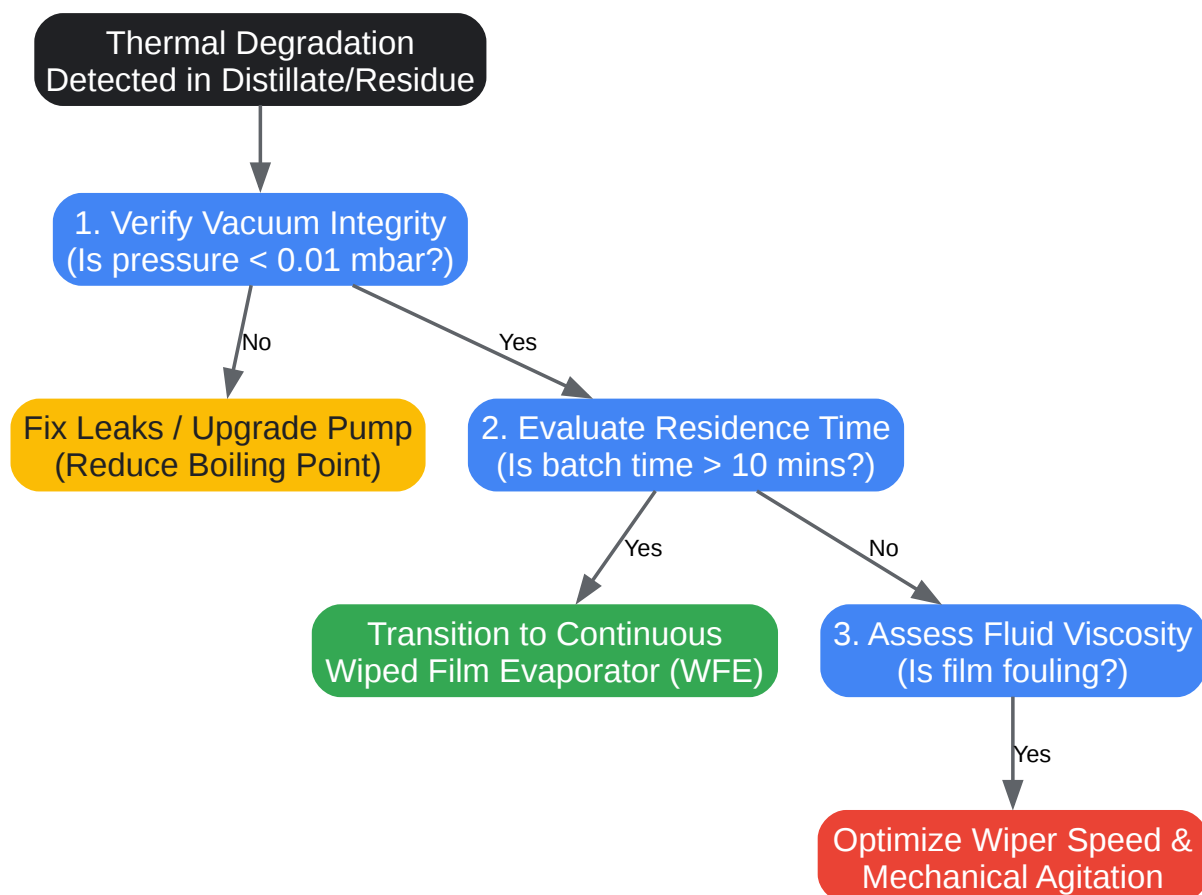 Thermal Degradation
Detected in Distillate/Residue
1. Verify Vacuum Integrity
(Is pressure < 0.01 mbar?)
No
Yes
Fix Leaks / Upgrade Pump
(Reduce Boiling Point)
2. Evaluate Residence Time
(Is batch time > 10 mins?)
Yes
No
Transition to Continuous
Wiped Film Evaporator (WFE)
3. Assess Fluid Viscosity
(Is film fouling?)
Yes
Optimize Wiper Speed &
Mechanical Agitation